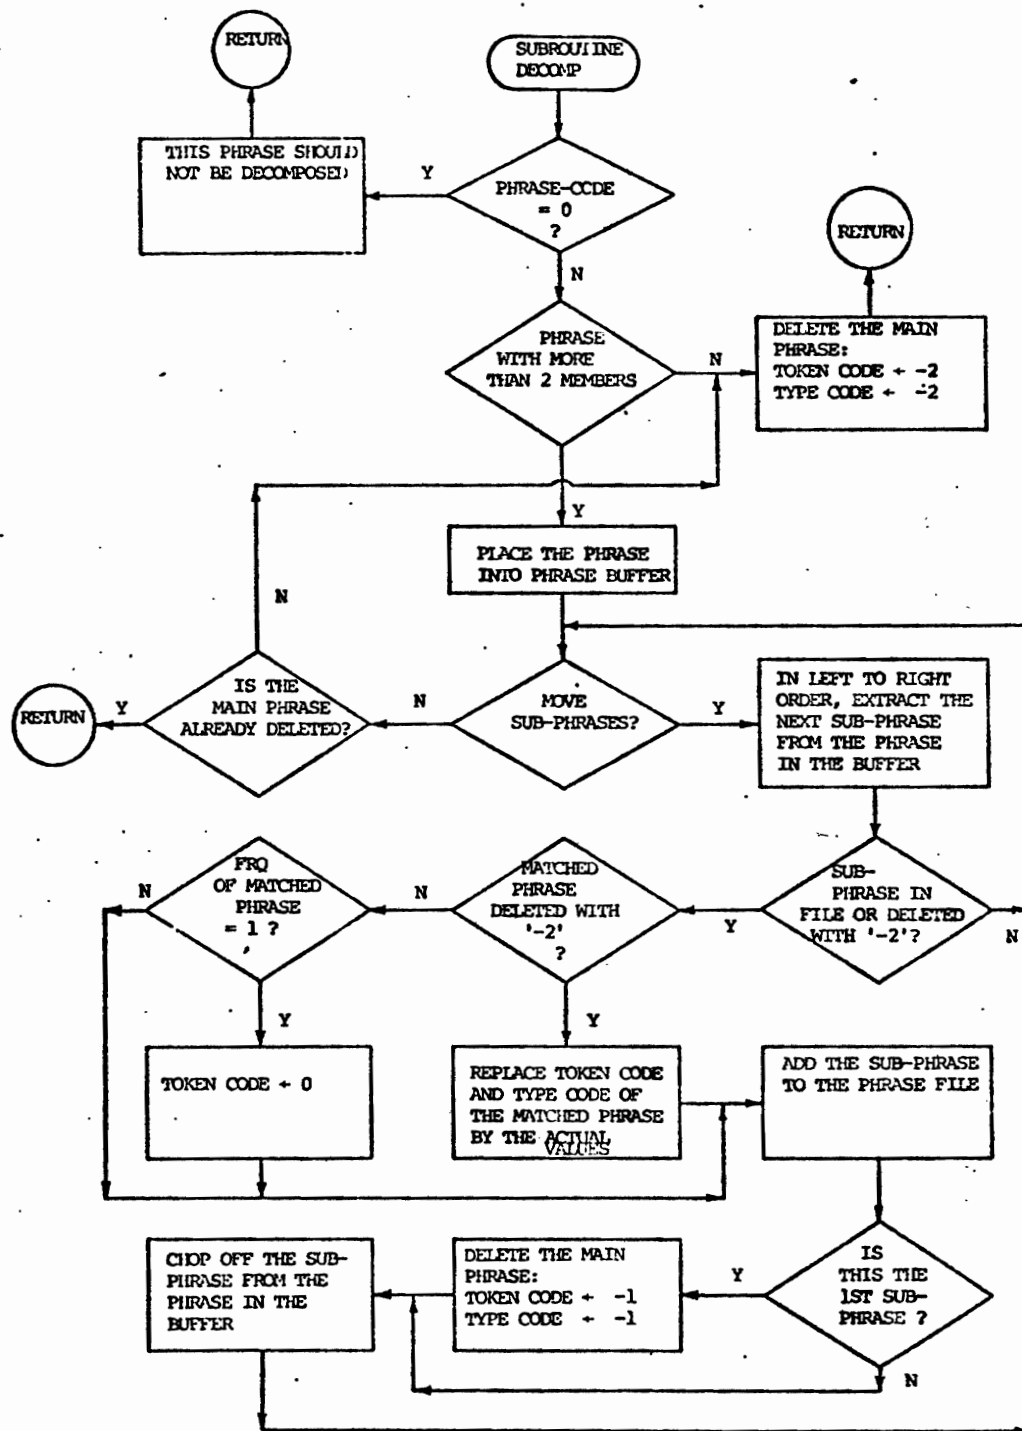 RETURN
SUBROUTINE
DECOMP
THIS PHRASE SHOULD
NOT BE DECOMPOSED
Y
PHRASE-CODE
= 0
?
N
RETURN
PHRASE
WITH MORE
THAN 2 MEMBERS
N
DELETE THE MAIN
PHRASE:
TOKEN CODE ← -2
TYPE CODE ← -2
Y
PLACE THE PHRASE
INTO PHRASE BUFFER
N
RETURN
Y
IS THE
MAIN PHRASE
ALREADY DELETED?
N
MOVE
SUB-PHRASES?
Y
IN LEFT TO RIGHT
ORDER, EXTRACT THE
NEXT SUB-PHRASE
FROM THE PHRASE
IN THE BUFFER
N
FRQ
OF MATCHED
PHRASE
= 1 ?
N
MATCHED
PHRASE
DELETED WITH
'-2'
?
Y
SUB-
PHRASE IN
FILE OR DELETED
WITH '-2'?
N
Y
Y
TOKEN CODE ← 0
REPLACE TOKEN CODE
AND TYPE CODE OF
THE MATCHED PHRASE
BY THE ACTUAL
VALUES
ADD THE SUB-PHRASE
TO THE PHRASE FILE
CHOP OFF THE SUB-
PHRASE FROM THE
PHRASE IN THE
BUFFER
DELETE THE MAIN
PHRASE:
TOKEN CODE ← -1
TYPE CODE ← -1
Y
IS
THIS THE
1ST SUB-
PHRASE ?
N